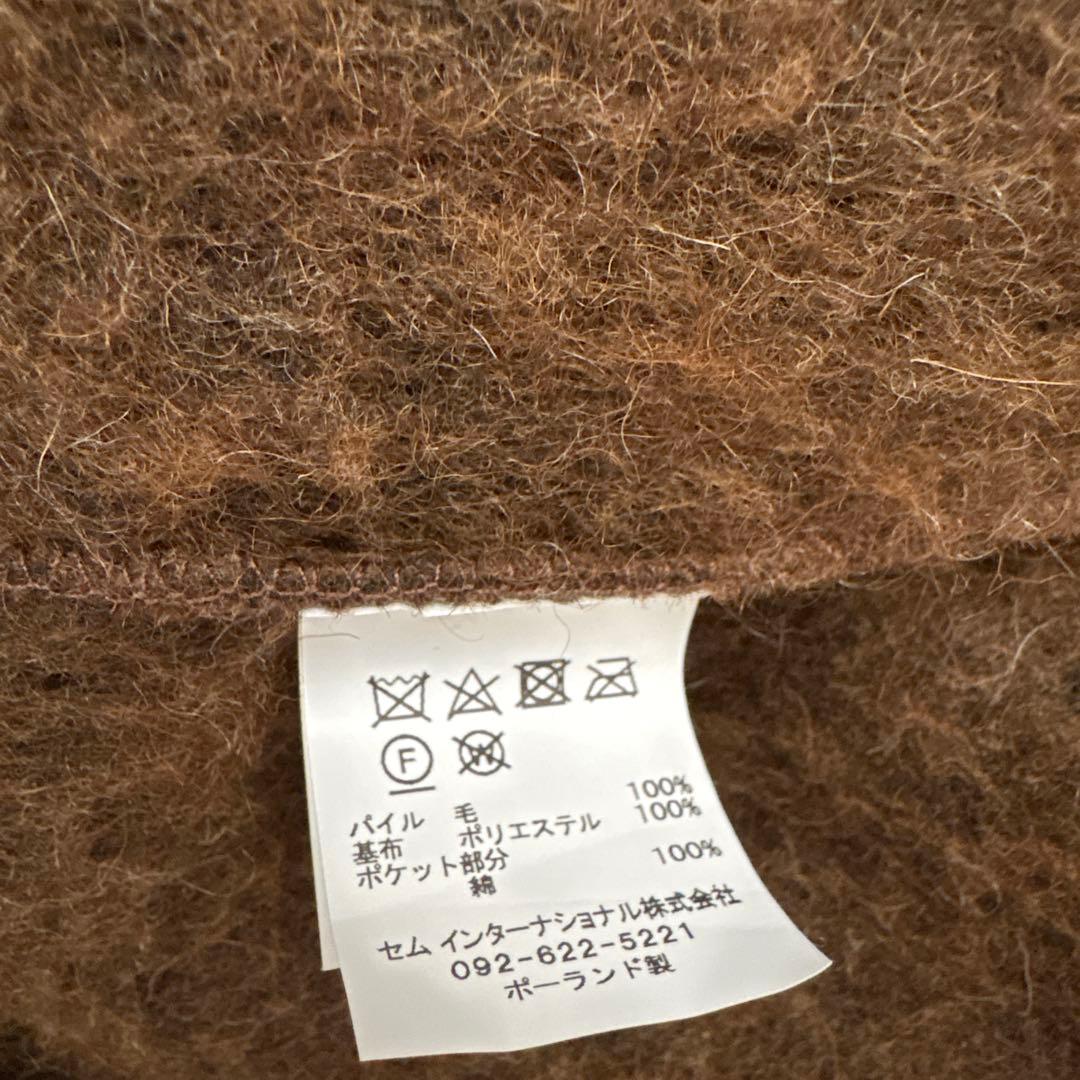 F W
100%
パイル 毛 100%
基布 ポリエステル
ポケット部分 100%
綿
セム インターナショナル株式会社
092-622-5221
ポーランド製